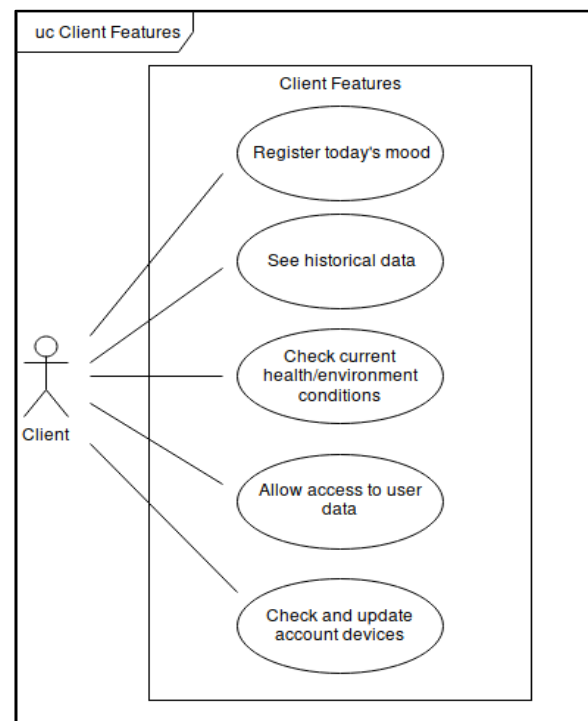 uc Client Features
Client Features
Register today's mood
See historical data
Check current
health/environment
conditions
Client
Allow access to user
data
Check and update
account devices